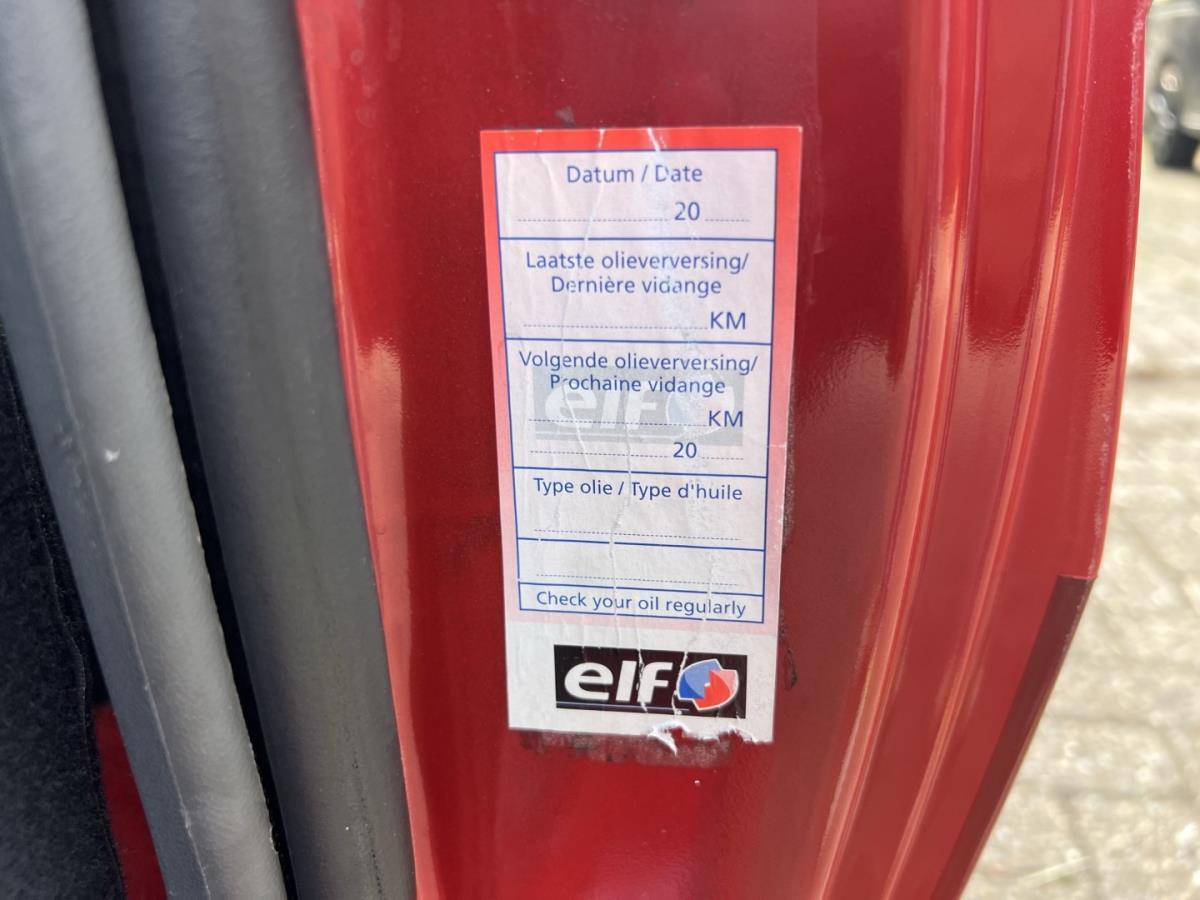 Datum / Date
20
Laatste olieverversing/
Dernière vidange
KM
Volgende olieverversing/
Prochaine vidange
elf
KM
20
Type olie / Type d'huile
Check your oil regularly
elf